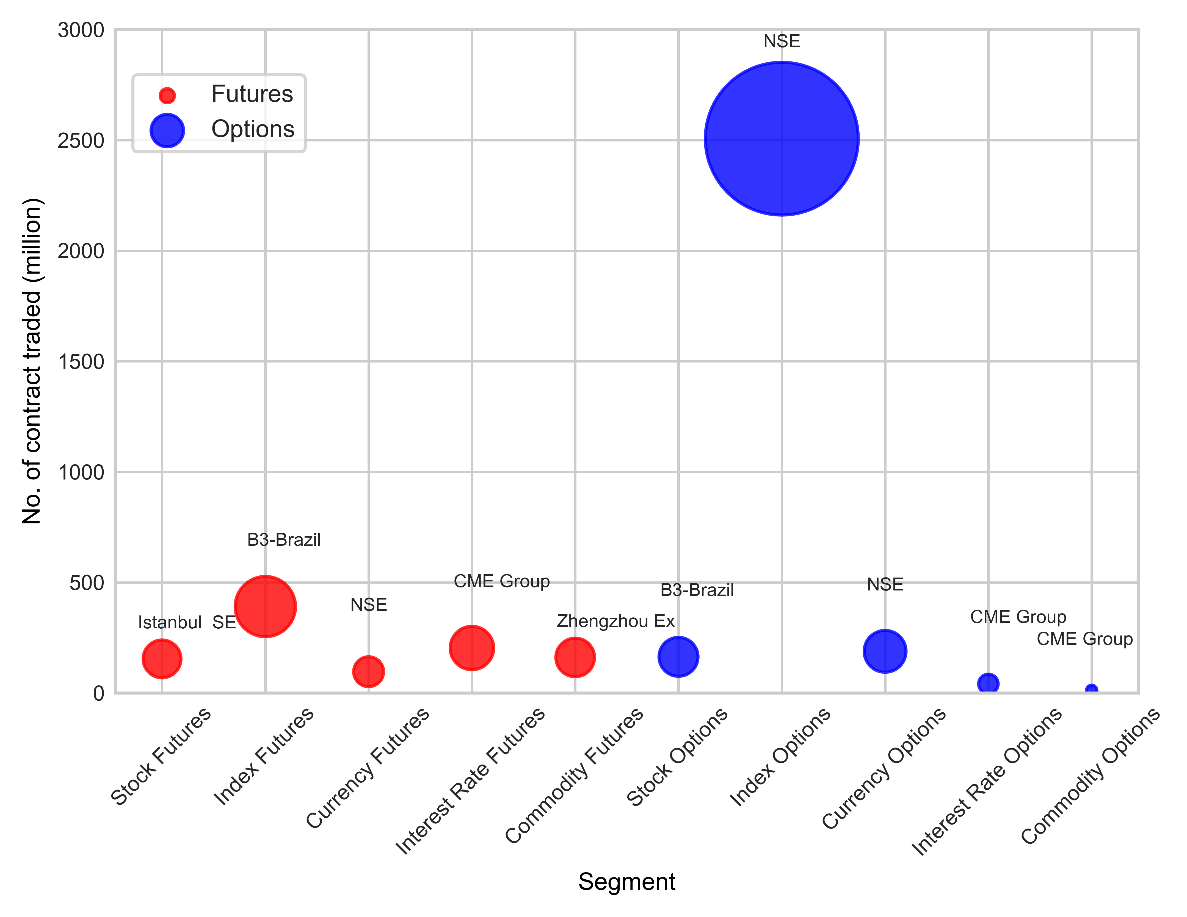 3000
2500
2000
1500
1000
500
0
No. of contract traded (million)
Futures
Options
NSE
B3-Brazil
Istanbul  SE
NSE
CME Group
Zhengzhou Ex
B3-Brazil
NSE
CME Group
CME Group
Stock Futures
Index Futures
Currency Futures
Interest Rate Futures
Commodity Futures
Stock Options
Index Options
Currency Options
Interest Rate Options
Commodity Options
Segment